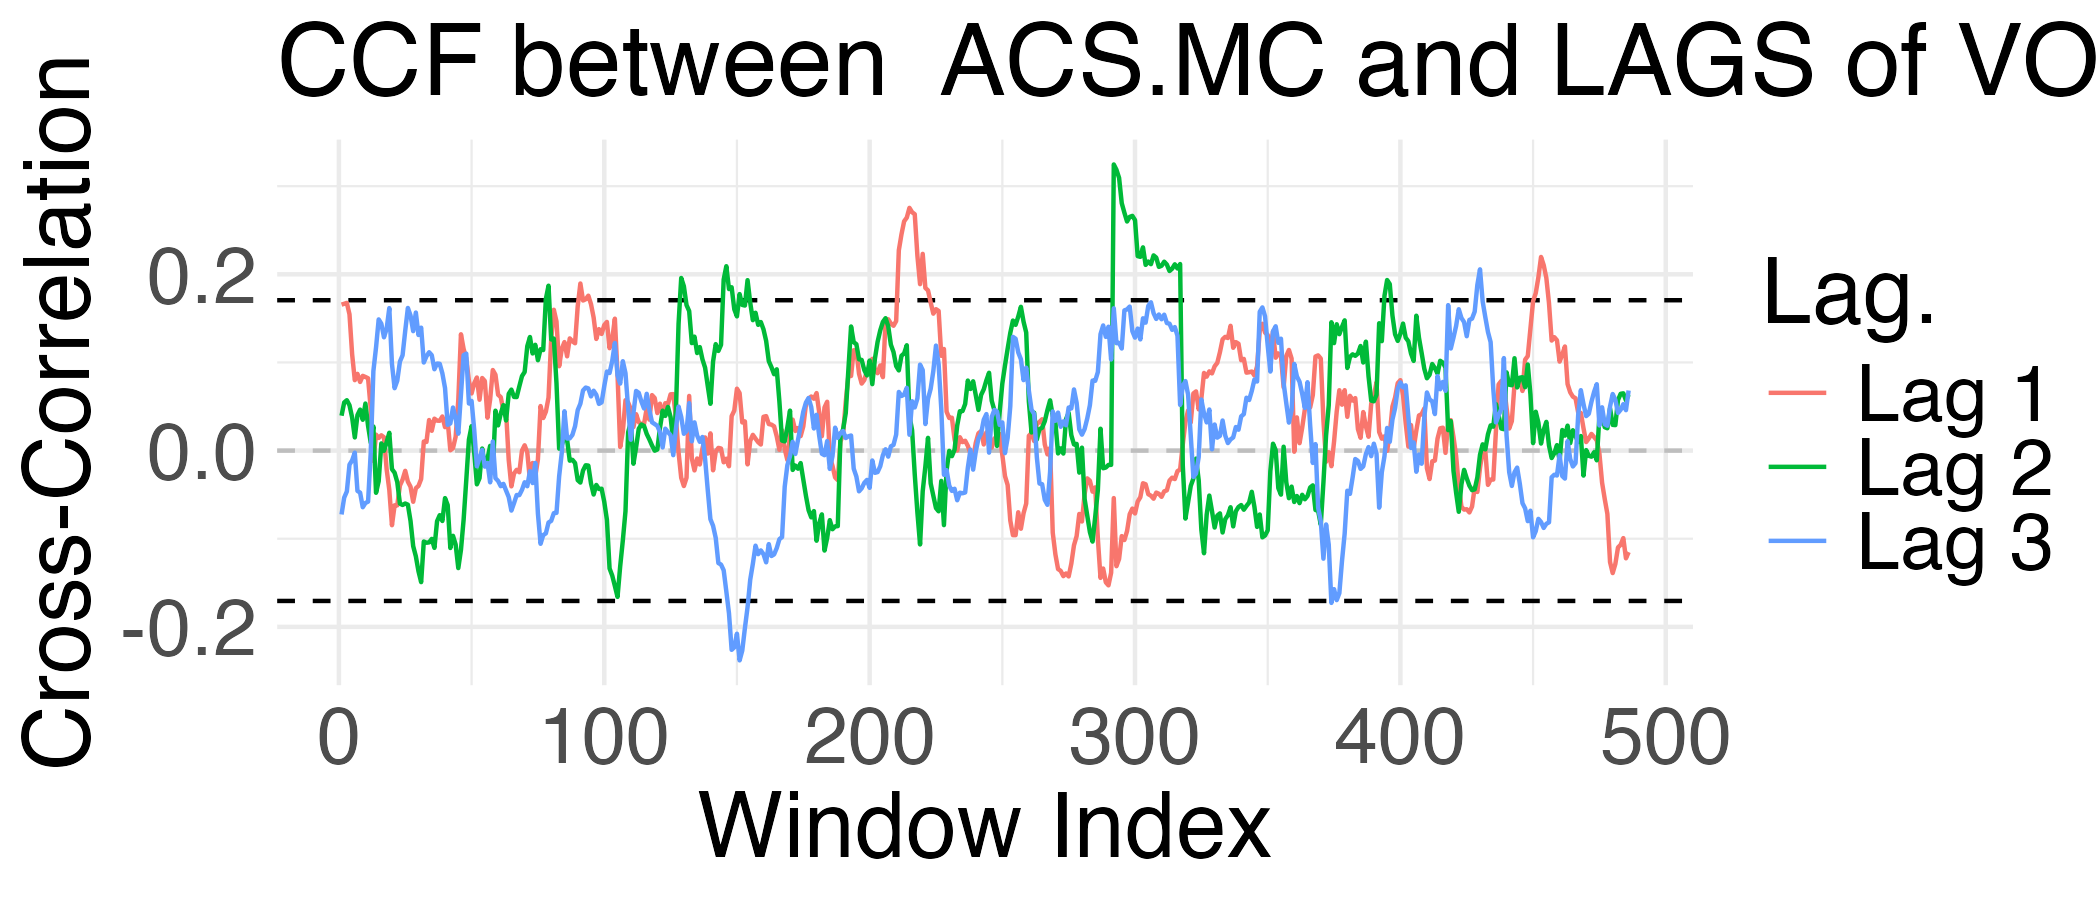 CCF between  ACS.MC and LAGS of VO
Cross-Correlation
0.2
0.0
-0.2
0
100
200
300
400
500
Window Index
Lag.
Lag 1
Lag 2
Lag 3